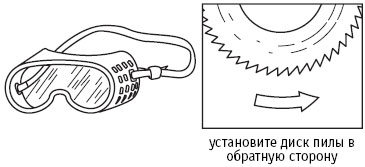 установите диск пилы в
обратную сторону